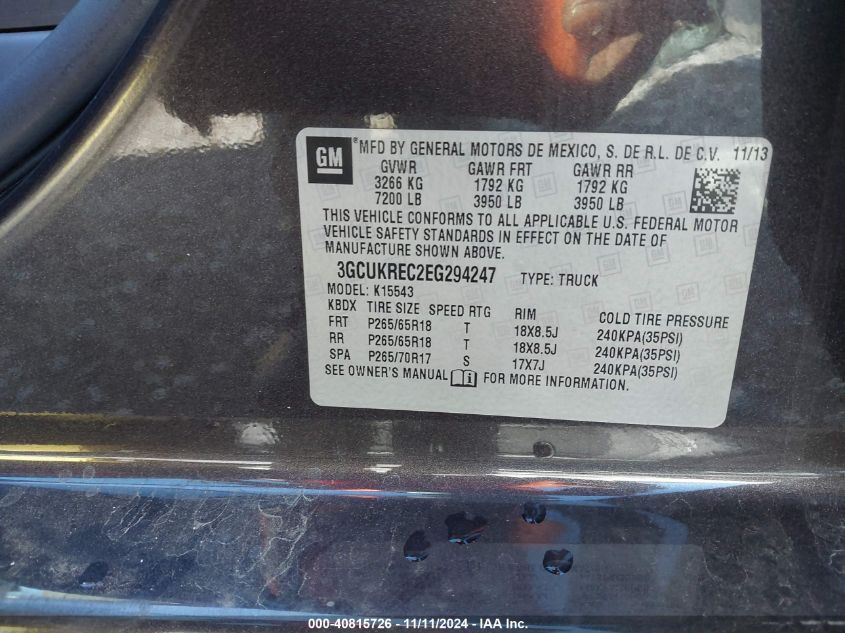 GM ® MFD BY GENERAL MOTORS DE MEXICO, S. DE R.L. DE C.V. 11/13
GVWR GAWR FRT GAWR RR
3266 KG 1792 KG 1792 KG
7200 LB 3950 LB 3950 LB
THIS VEHICLE CONFORMS TO ALL APPLICABLE U.S. FEDERAL MOTOR
VEHICLE SAFETY STANDARDS IN EFFECT ON THE DATE OF
MANUFACTURE SHOWN ABOVE.
3GCUKREC2EG294247 TYPE: TRUCK
MODEL: K15543
KBDX TIRE SIZE SPEED RTG RIM COLD TIRE PRESSURE
FRT P265/65R18 T 18X8.5J 240KPA(35PSI)
RR P265/65R18 T 18X8.5J 240KPA(35PSI)
SPA P265/70R17 S 17X7J 240KPA(35PSI)
SEE OWNER'S MANUAL FOR MORE INFORMATION.
000-40815726 - 11/11/2024 - IAA Inc.